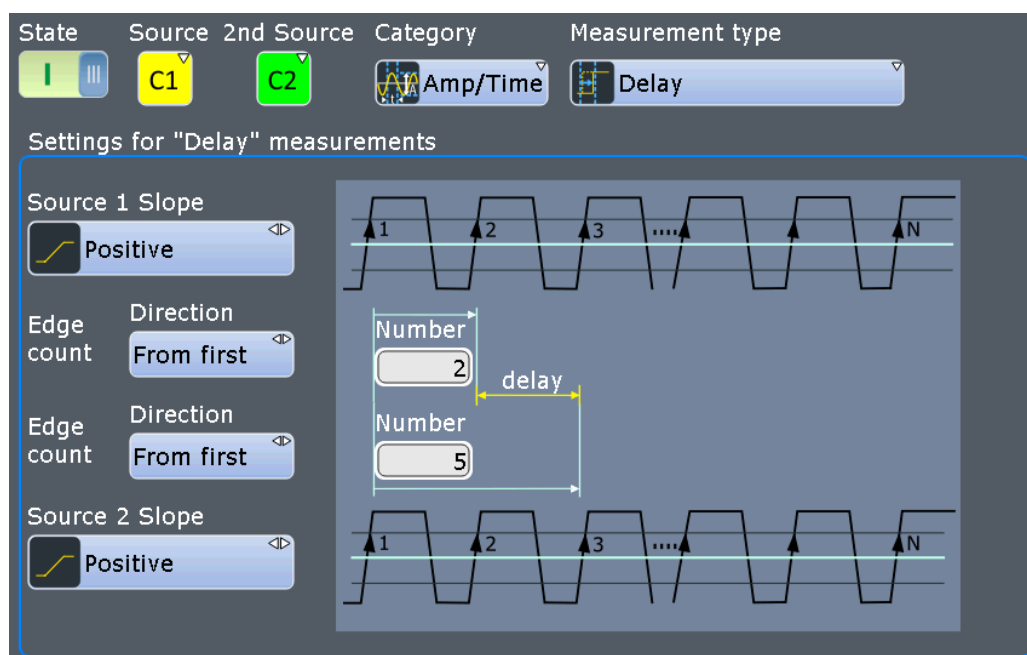 State Source 2nd Source Category Measurement type
I C1 C2 Amp/Time Delay
Settings for "Delay" measurements
Source 1 Slope
Positive
1 2 3 N
Edge count
Direction
From first
Number
2
delay
Edge count
Direction
From first
Number
5
Source 2 Slope
Positive
1 2 3 N